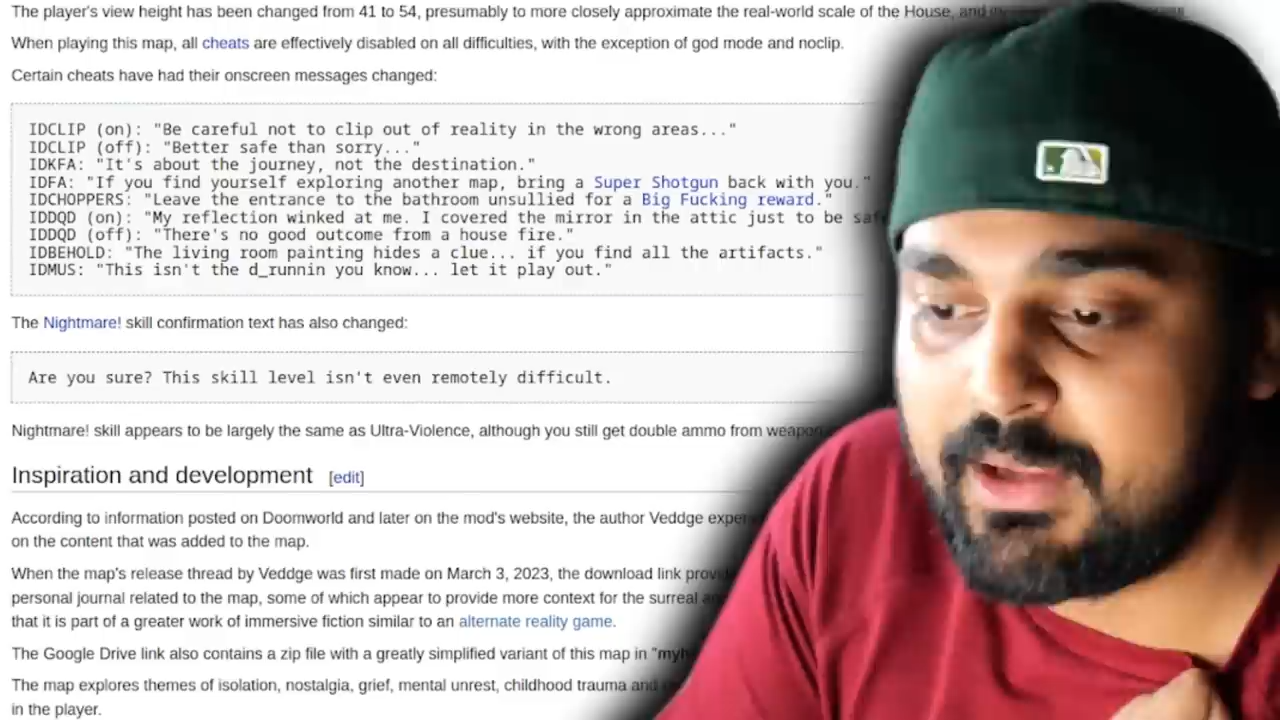 The player's view height has been changed from 41 to 54, presumably to more closely approximate the real-world scale of the House, and
When playing this map, all cheats are effectively disabled on all difficulties, with the exception of god mode and noclip.
Certain cheats have had their onscreen messages changed:
IDCLIP (on): "Be careful not to clip out of reality in the wrong areas..."
IDCLIP (off): "Better safe than sorry..."
IDKFA: "It's about the journey, not the destination."
IDFA: "If you find yourself exploring another map, bring a Super Shotgun back with you."
IDCHOPPERS: "Leave the entrance to the bathroom unsullied for a Big Fucking reward."
IDDQD (on): "My reflection winked at me. I covered the mirror in the attic just to be
IDDQD (off): "There's no good outcome from a house fire."
IDBEHOLD: "The living room painting hides a clue... if you find all the artifacts."
IDMUS: "This isn't the d_runnin you know... let it play out."
The Nightmare! skill confirmation text has also changed:
Are you sure? This skill level isn't even remotely difficult.
Nightmare! skill appears to be largely the same as Ultra-Violence, although you still get double ammo from
Inspiration and development [edit]
According to information posted on Doomworld and later on the mod's website, the author Veddge
on the content that was added to the map.
When the map's release thread by Veddge was first made on March 3, 2023, the download link
personal journal related to the map, some of which appear to provide more context for the surreal
that it is part of a greater work of immersive fiction similar to an alternate reality game.
The Google Drive link also contains a zip file with a greatly simplified variant of this map in
The map explores themes of isolation, nostalgia, grief, mental unrest, childhood trauma and
in the player.